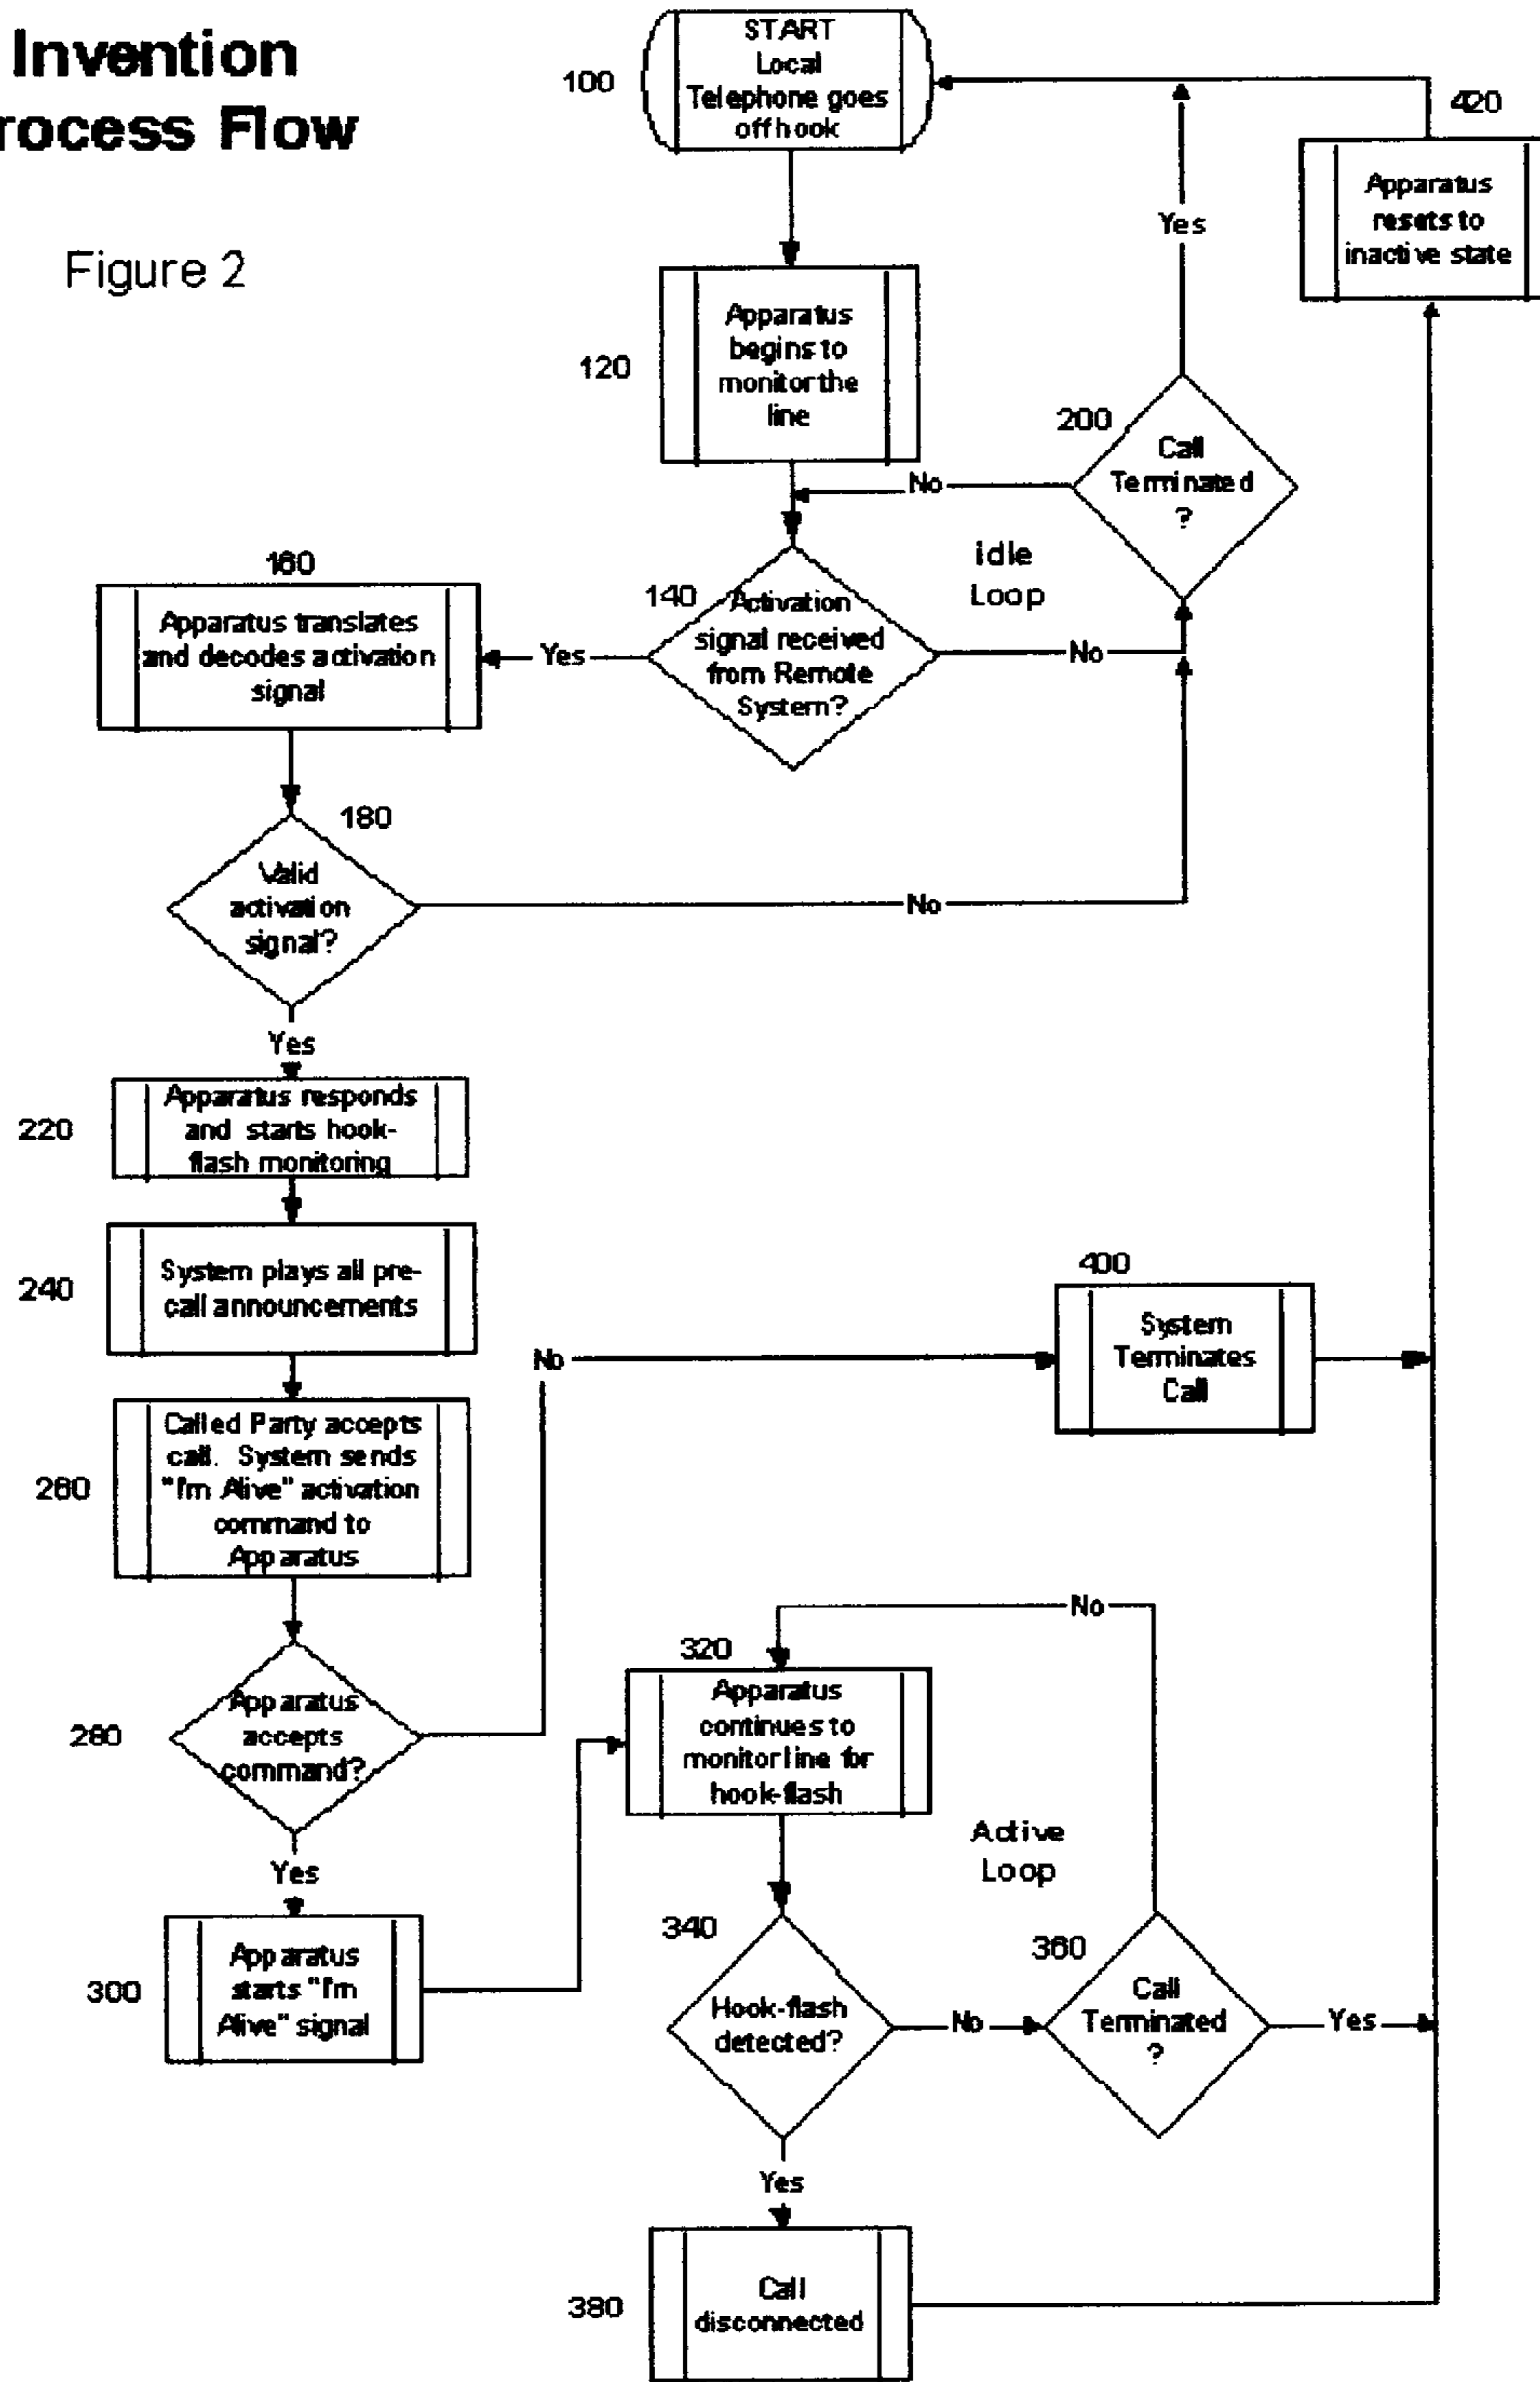 Invention
rocess Flow
Figure 2
100
START
Local
Telephone goes
off hook
420
Apparatus
resets to
inactive state
Yes
120
Apparatus
begins to
monitor the
line
200
Call
Terminated
?
No
Idle
Loop
160
Apparatus translates
and decodes activation
signal
Yes
140
Activation
signal received
from Remote
System?
No
180
Valid
activation
signal?
No
Yes
220
Apparatus responds
and starts hook-
flash monitoring
240
System plays all pre-
call announcements
400
System
Terminates
Call
No
260
Called Party accepts
call. System sends
"I'm Alive" activation
command to
Apparatus
No
320
Apparatus
continues to
monitor line for
hook-flash
280
Apparatus
accepts
command?
Active
Loop
Yes
300
Apparatus
starts "I'm
Alive" signal
340
Hook-flash
detected?
No
360
Call
Terminated
?
Yes
Yes
380
Call
disconnected